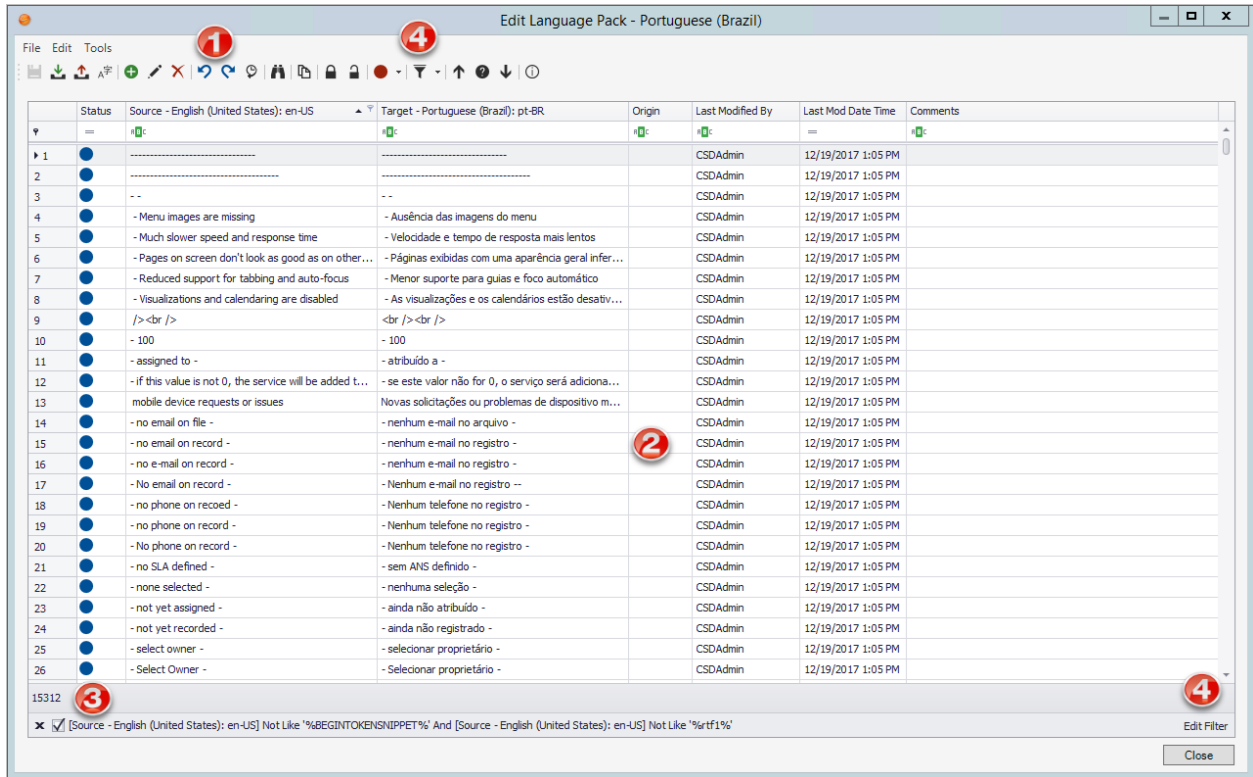 Edit Language Pack - Portuguese (Brazil)
File Edit Tools
1 4
Status Source - English (United States): en-US Target - Portuguese (Brazil): pt-BR Origin Last Modified By Last Mod Date Time Comments
1 -------------------------------- -------------------------------- CSDAdmin 12/19/2017 1:05 PM
2 -------------------------------------- -------------------------------------- CSDAdmin 12/19/2017 1:05 PM
3 - - - - CSDAdmin 12/19/2017 1:05 PM
4 - Menu images are missing - Ausência das imagens do menu CSDAdmin 12/19/2017 1:05 PM
5 - Much slower speed and response time - Velocidade e tempo de resposta mais lentos CSDAdmin 12/19/2017 1:05 PM
6 - Pages on screen don't look as good as on other... - Páginas exibidas com uma aparência geral infer... CSDAdmin 12/19/2017 1:05 PM
7 - Reduced support for tabbing and auto-focus - Menor suporte para guias e foco automático CSDAdmin 12/19/2017 1:05 PM
8 - Visualizations and calendaring are disabled - As visualizações e os calendários estão desativ... CSDAdmin 12/19/2017 1:05 PM
9 /><br /> <br /><br /> CSDAdmin 12/19/2017 1:05 PM
10 - 100 - 100 CSDAdmin 12/19/2017 1:05 PM
11 - assigned to - - atribuído a - CSDAdmin 12/19/2017 1:05 PM
12 - if this value is not 0, the service will be added t... - se este valor não for 0, o serviço será adiciona... CSDAdmin 12/19/2017 1:05 PM
13 mobile device requests or issues Novas solicitações ou problemas de dispositivo m... CSDAdmin 12/19/2017 1:05 PM
14 - no email on file - - nenhum e-mail no arquivo - CSDAdmin 12/19/2017 1:05 PM
15 - no email on record - - nenhum e-mail no registro - 2 CSDAdmin 12/19/2017 1:05 PM
16 - no e-mail on record - - nenhum e-mail no registro - CSDAdmin 12/19/2017 1:05 PM
17 - No email on record - - Nenhum e-mail no registro -- CSDAdmin 12/19/2017 1:05 PM
18 - no phone on recoed - - Nenhum telefone no registro - CSDAdmin 12/19/2017 1:05 PM
19 - no phone on record - - Nenhum telefone no registro - CSDAdmin 12/19/2017 1:05 PM
20 - No phone on record - - Nenhum telefone no registro - CSDAdmin 12/19/2017 1:05 PM
21 - no SLA defined - - sem ANS definido - CSDAdmin 12/19/2017 1:05 PM
22 - none selected - - nenhuma seleção - CSDAdmin 12/19/2017 1:05 PM
23 - not yet assigned - - ainda não atribuído - CSDAdmin 12/19/2017 1:05 PM
24 - not yet recorded - - ainda não registrado - CSDAdmin 12/19/2017 1:05 PM
25 - select owner - - selecionar proprietário - CSDAdmin 12/19/2017 1:05 PM
26 - Select Owner - - Selecionar proprietário - CSDAdmin 12/19/2017 1:05 PM
15312 3 4
[Source - English (United States): en-US] Not Like '%BEGINTOKENSNIPPET%' And [Source - English (United States): en-US] Not Like '%rtf1%' Edit Filter
Close